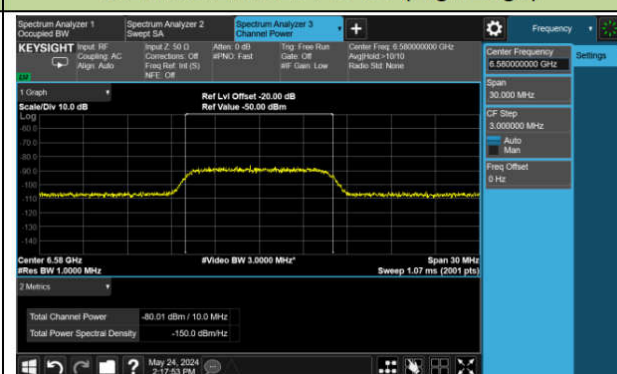 Spectrum Analyzer 1
Occupied BW
Spectrum Analyzer 2
Swept SA
Spectrum Analyzer 3
Channel Power
Frequency
KEYSIGHT
Input: RF
Coupling: AC
Align: Auto
Input Z: 50 Ω
Corrections: Off
Freq Ref: Int (S)
NFE: Off
Atten: 0 dB
#PNO: Fast
Trig: Free Run
Gate: Off
#IF Gain: Low
Center Freq: 6.580000000 GHz
Avg|Hold:>10/10
Radio Std: None
Center Frequency
6.580000000 GHz
Settings
Span
30.000 MHz
CF Step
3.000000 MHz
Auto
Man
Freq Offset
0 Hz
1 Graph
Scale/Div 10.0 dB
Ref Lvl Offset -20.00 dB
Ref Value -50.00 dBm
Log
-60.0
-70.0
-80.0
-90.0
-100
-110
-120
-130
-140
Center 6.58 GHz
#Res BW 1.0000 MHz
#Video BW 3.0000 MHz*
Span 30 MHz
Sweep 1.07 ms (2001 pts)
2 Metrics
Total Channel Power -80.01 dBm / 10.0 MHz
Total Power Spectral Density -150.0 dBm/Hz
May 24, 2024
2:17:53 PM